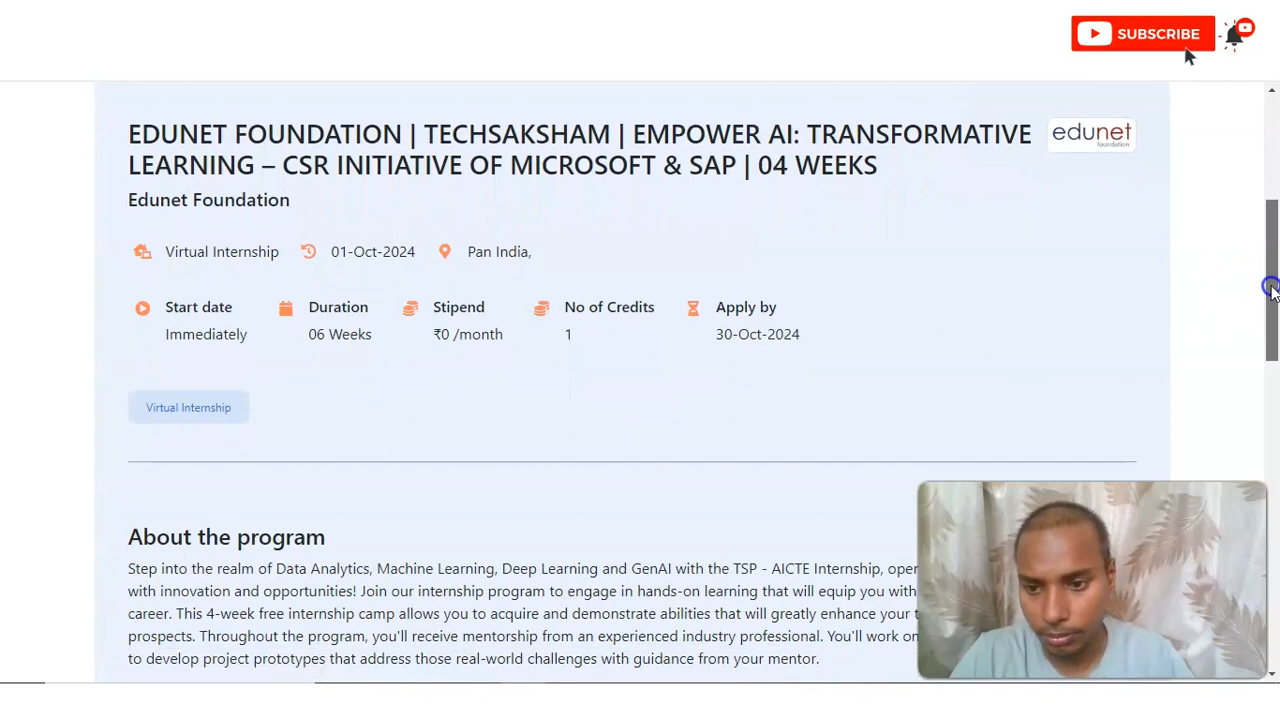 SUBSCRIBE
EDUNET FOUNDATION | TECHSAKSHAM | EMPOWER AI: TRANSFORMATIVE
LEARNING – CSR INITIATIVE OF MICROSOFT & SAP | 04 WEEKS
edunet
foundation
Edunet Foundation
Virtual Internship 01-Oct-2024 Pan India,
Start date Duration Stipend No of Credits Apply by
Immediately 06 Weeks ₹0 /month 1 30-Oct-2024
Virtual Internship
About the program
Step into the realm of Data Analytics, Machine Learning, Deep Learning and GenAI with the TSP - AICTE Internship,
with innovation and opportunities! Join our internship program to engage in hands-on learning that will equip you with
career. This 4-week free internship camp allows you to acquire and demonstrate abilities that will greatly enhance your
prospects. Throughout the program, you'll receive mentorship from an experienced industry professional. You'll work
to develop project prototypes that address those real-world challenges with guidance from your mentor.